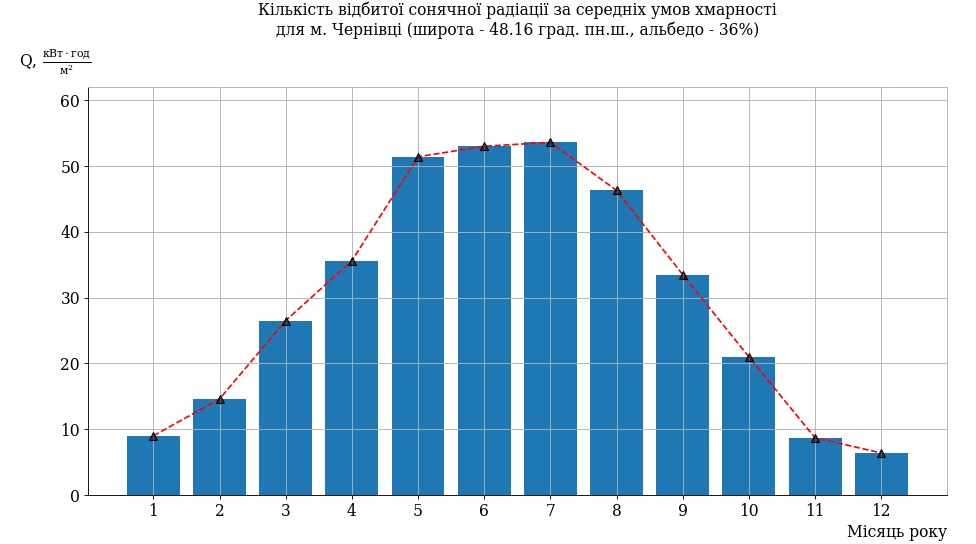 Кількість відбитої сонячної радіації за середніх умов хмарності
для м. Чернівці (широта - 48.16 град. пн.ш., альбедо - 36%)
Q, кВт · год
м²
60
50
40
30
20
10
0
1 2 3 4 5 6 7 8 9 10 11 12
Місяць року